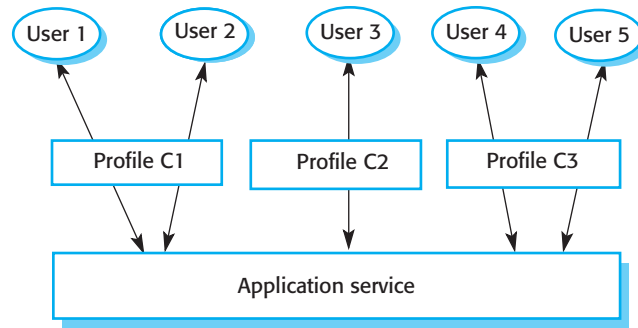 User 1
User 2
User 3
User 4
User 5
Profile C1
Profile C2
Profile C3
Application service